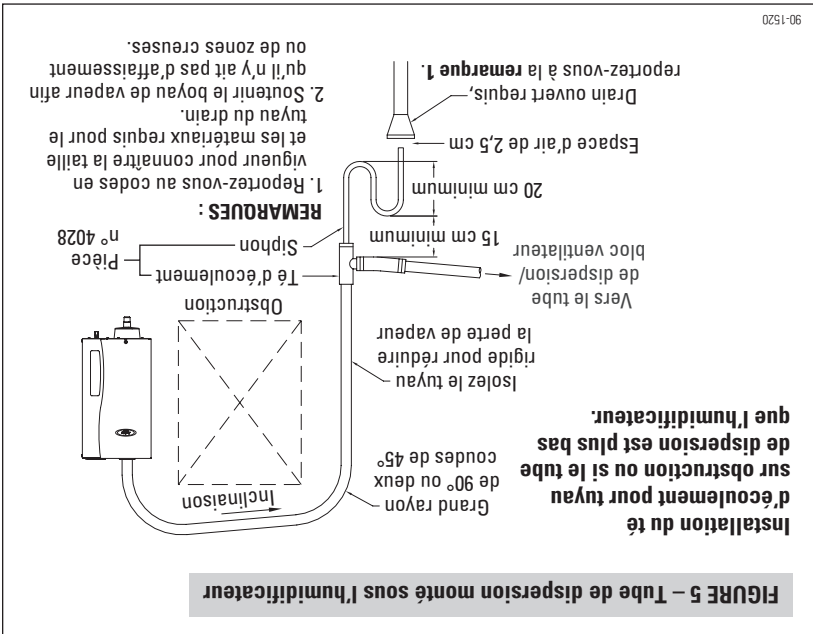 FIGURE 5 – Tube de dispersion monté sous l'humidificateur
Installation du té
d'écoulement pour tuyau
sur obstruction ou si le tube
de dispersion est plus bas
que l'humidificateur.
Grand rayon
de 90° ou deux
coudes de 45°
Inclinaison
Obstruction
Isolez le tuyau
rigide pour réduire
la perte de vapeur
Vers le tube
de dispersion/
bloc ventilateur
Té d'écoulement
Siphon
Pièce
n° 4028
15 cm minimum
20 cm minimum
Espace d'air de 2,5 cm
Drain ouvert requis,
reportez-vous à la remarque 1.
REMARQUES :
1. Reportez-vous au codes en
vigueur pour connaître la taille
et les matériaux requis pour le
tuyau du drain.
2. Soutenir le boyau de vapeur afin
qu'il n'y ait pas d'affaissement
ou de zones creuses.
90-1520